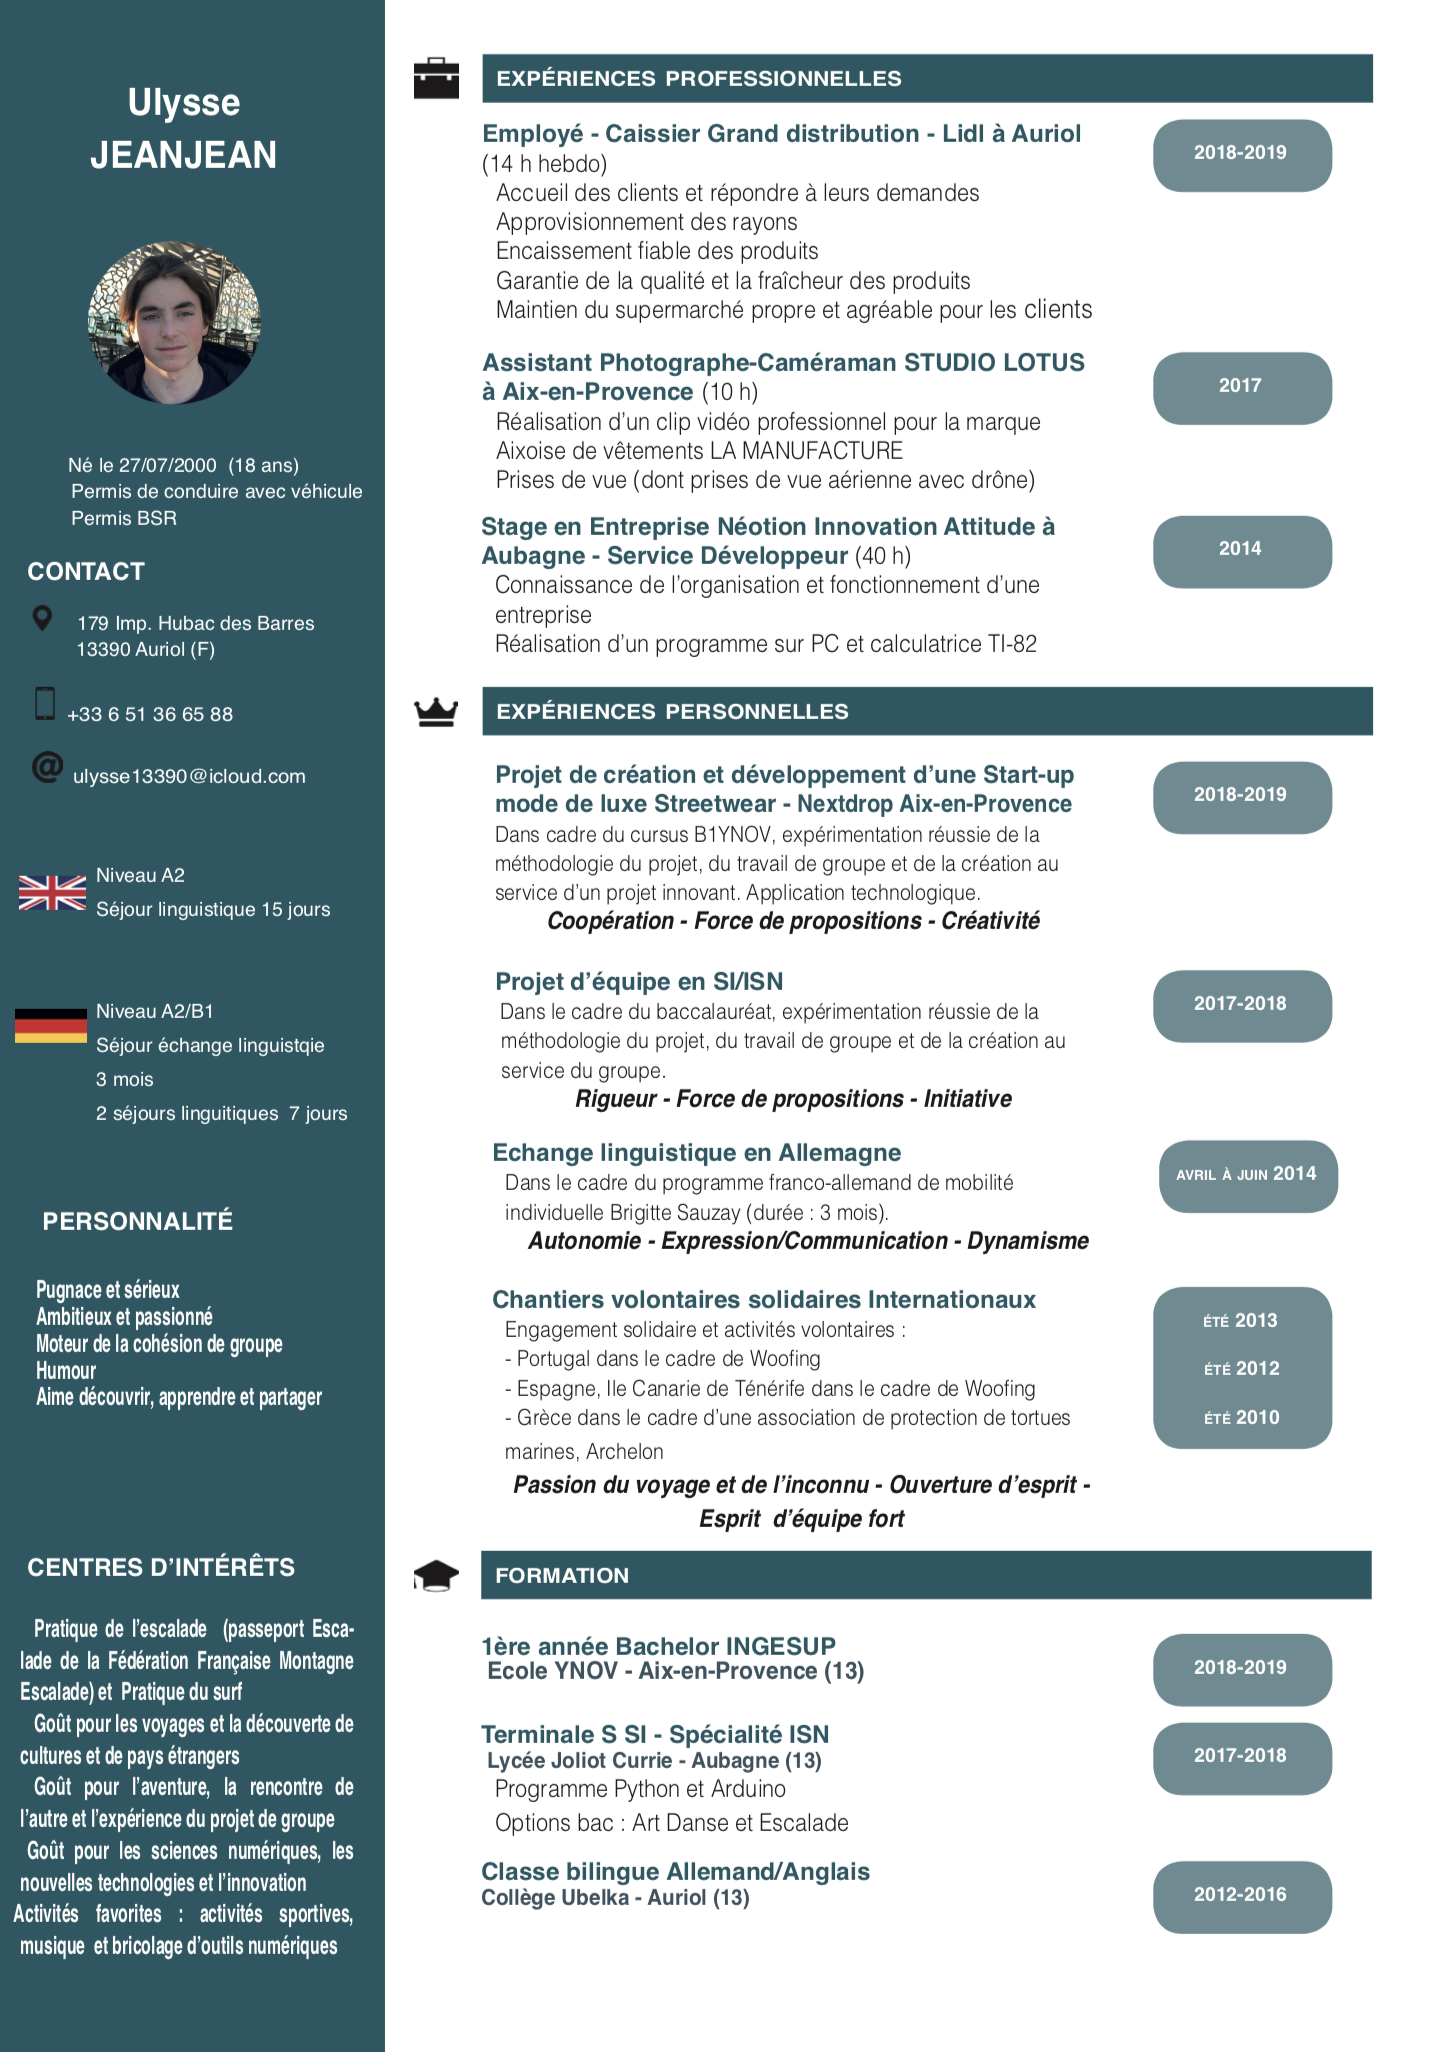 Ulysse
JEANJEAN
Né le 27/07/2000  (18 ans)
Permis de conduire avec véhicule
Permis BSR
CONTACT
179 Imp. Hubac des Barres
13390 Auriol (F)
+33 6 51 36 65 88
@ ulysse13390@icloud.com
Niveau A2
Séjour linguistique 15 jours
Niveau A2/B1
Séjour échange linguistqie
3 mois
2 séjours linguitiques  7 jours
PERSONNALITÉ
Pugnace et sérieux
Ambitieux et passionné
Moteur de la cohésion de groupe
Humour
Aime découvrir, apprendre et partager
CENTRES D’INTÉRÊTS
Pratique de l’escalade  (passeport Esca-
lade de la Fédération Française Montagne
Escalade) et  Pratique du surf
Goût pour les voyages et la découverte de
cultures et de pays étrangers
Goût pour l’aventure, la rencontre de
l’autre et l’expérience du projet de groupe
Goût pour les sciences numériques, les
nouvelles technologies et l’innovation
Activités favorites : activités sportives,
musique  et bricolage d’outils numériques
EXPÉRIENCES PROFESSIONNELLES
Employé - Caissier Grand distribution - Lidl à Auriol
2018-2019
(14 h hebdo)
Accueil des clients et répondre à leurs demandes
Approvisionnement des rayons
Encaissement fiable des produits
Garantie de la qualité et la fraîcheur des produits
Maintien du supermarché propre et agréable pour les clients
Assistant Photographe-Caméraman STUDIO LOTUS
2017
à Aix-en-Provence (10 h)
Réalisation d’un clip vidéo professionnel pour la marque
Aixoise de vêtements LA MANUFACTURE
Prises de vue (dont prises de vue aérienne avec drône)
Stage en Entreprise Néotion Innovation Attitude à
2014
Aubagne - Service Développeur (40 h)
Connaissance de l’organisation et fonctionnement d’une
entreprise
Réalisation d’un programme sur PC et calculatrice TI-82
EXPÉRIENCES PERSONNELLES
Projet de création et développement d’une Start-up
2018-2019
mode de luxe Streetwear - Nextdrop Aix-en-Provence
Dans cadre du cursus B1YNOV, expérimentation réussie de la
méthodologie du projet, du travail de groupe et de la création au
service d’un projet innovant. Application technologique.
Coopération - Force de propositions - Créativité
Projet d’équipe en SI/ISN
2017-2018
Dans le cadre du baccalauréat, expérimentation réussie de la
méthodologie du projet, du travail de groupe et de la création au
service du groupe.
Rigueur - Force de propositions - Initiative
Echange linguistique en Allemagne
AVRIL À JUIN 2014
Dans le cadre du programme franco-allemand de mobilité
individuelle Brigitte Sauzay (durée : 3 mois).
Autonomie - Expression/Communication - Dynamisme
Chantiers volontaires solidaires Internationaux
Engagement solidaire et activités volontaires :
ÉTÉ 2013
- Portugal dans le cadre de Woofing
ÉTÉ 2012
- Espagne, Ile Canarie de Ténérife dans le cadre de Woofing
ÉTÉ 2010
- Grèce dans le cadre d’une association de protection de tortues
marines, Archelon
Passion du voyage et de l’inconnu - Ouverture d’esprit -
Esprit  d’équipe fort
FORMATION
1ère année Bachelor INGESUP
Ecole YNOV - Aix-en-Provence (13)
2018-2019
Terminale S SI - Spécialité ISN
Lycée Joliot Currie - Aubagne (13)
2017-2018
Programme Python et Arduino
Options bac : Art Danse et Escalade
Classe bilingue Allemand/Anglais
Collège Ubelka - Auriol (13)
2012-2016